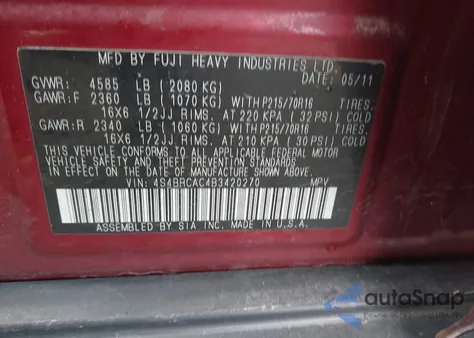 MFD BY FUJI HEAVY INDUSTRIES LTD.
DATE: 05/11
GVWR: 4585 LB (2080 KG)
GAWR:F 2360 LB (1070 KG) WITH P215/70R16 TIRES.
16X6 1/2JJ RIMS. AT 220 KPA (32 PSI) COLD
GAWR:R 2340 LB (1060 KG) WITH P215/70R16 TIRES.
16X6 1/2JJ RIMS. AT 210 KPA (30 PSI) COLD
THIS VEHICLE CONFORMS TO ALL APPLICABLE FEDERAL MOTOR
VEHICLE SAFETY AND THEFT PREVENTION STANDARDS
IN EFFECT ON THE DATE OF MANUFACTURE SHOWN ABOVE.
VIN: 4S4BRCAC4B3420270 MPV
ASSEMBLED BY SIA INC. MADE IN U.S.A.
autoSnap